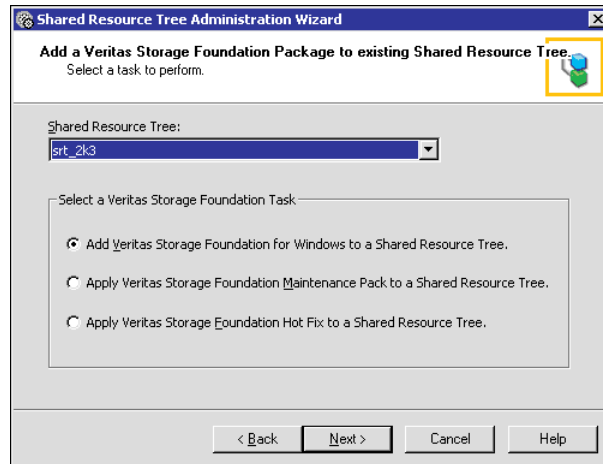 Shared Resource Tree Administration Wizard
Add a Veritas Storage Foundation Package to existing Shared Resource Tree.
Select a task to perform.
Shared Resource Tree:
srt_2k3
Select a Veritas Storage Foundation Task
Add Veritas Storage Foundation for Windows to a Shared Resource Tree.
Apply Veritas Storage Foundation Maintenance Pack to a Shared Resource Tree.
Apply Veritas Storage Foundation Hot Fix to a Shared Resource Tree.
< Back Next > Cancel Help